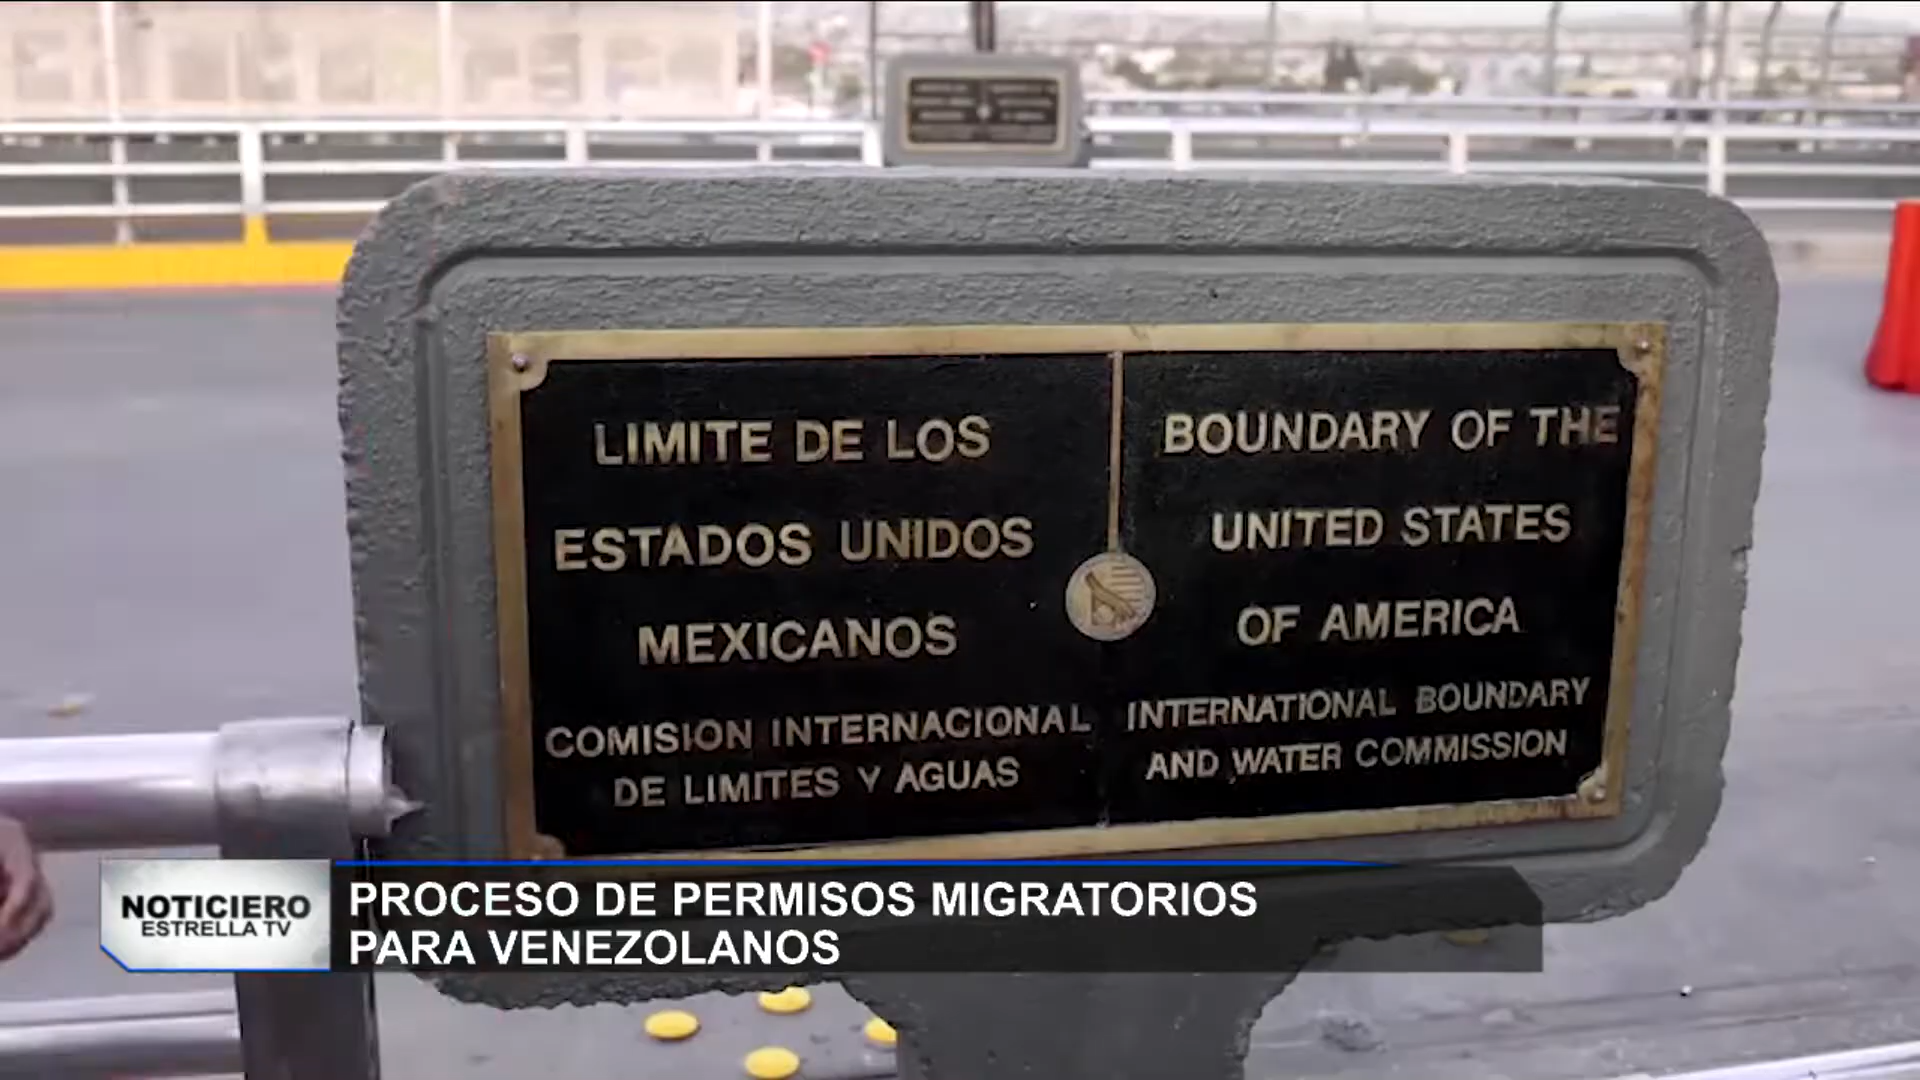 LIMITE DE LOS
ESTADOS UNIDOS
MEXICANOS
COMISION INTERNACIONAL
DE LIMITES Y AGUAS
BOUNDARY OF THE
UNITED STATES
OF AMERICA
INTERNATIONAL BOUNDARY
AND WATER COMMISSION
NOTICIERO
ESTRELLA TV
PROCESO DE PERMISOS MIGRATORIOS
PARA VENEZOLANOS